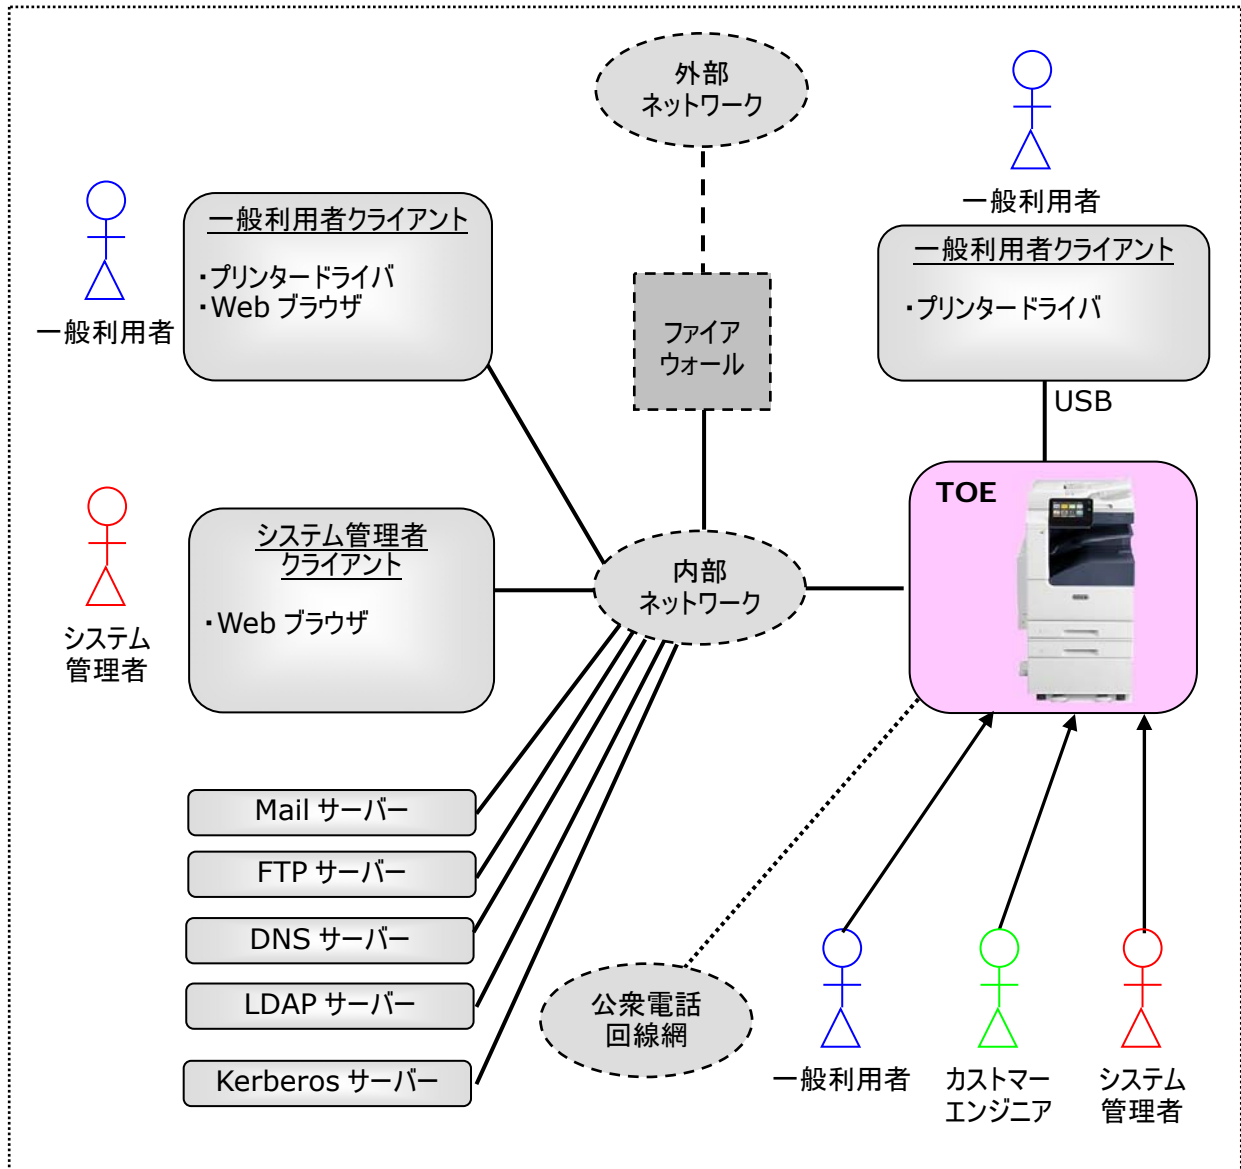 外部
ネットワーク
一般利用者
一般利用者クライアント
・プリンタードライバ
・Web ブラウザ
一般利用者
一般利用者クライアント
・プリンタードライバ
ファイア
ウォール
USB
TOE
システム管理者
クライアント
・Web ブラウザ
システム
管理者
内部
ネットワーク
Mail サーバー
FTP サーバー
DNS サーバー
LDAP サーバー
Kerberos サーバー
公衆電話
回線網
一般利用者
カストマー
エンジニア
システム
管理者